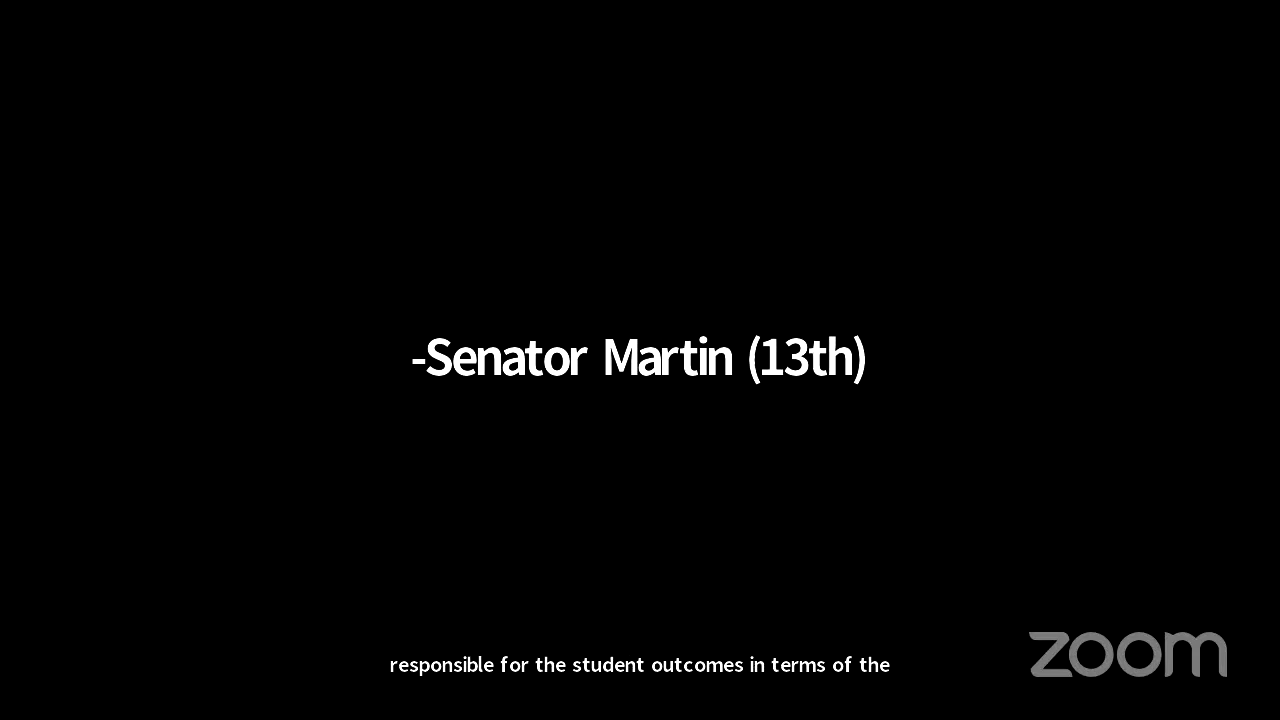 -Senator Martin (13th)
responsible for the student outcomes in terms of the
zoom